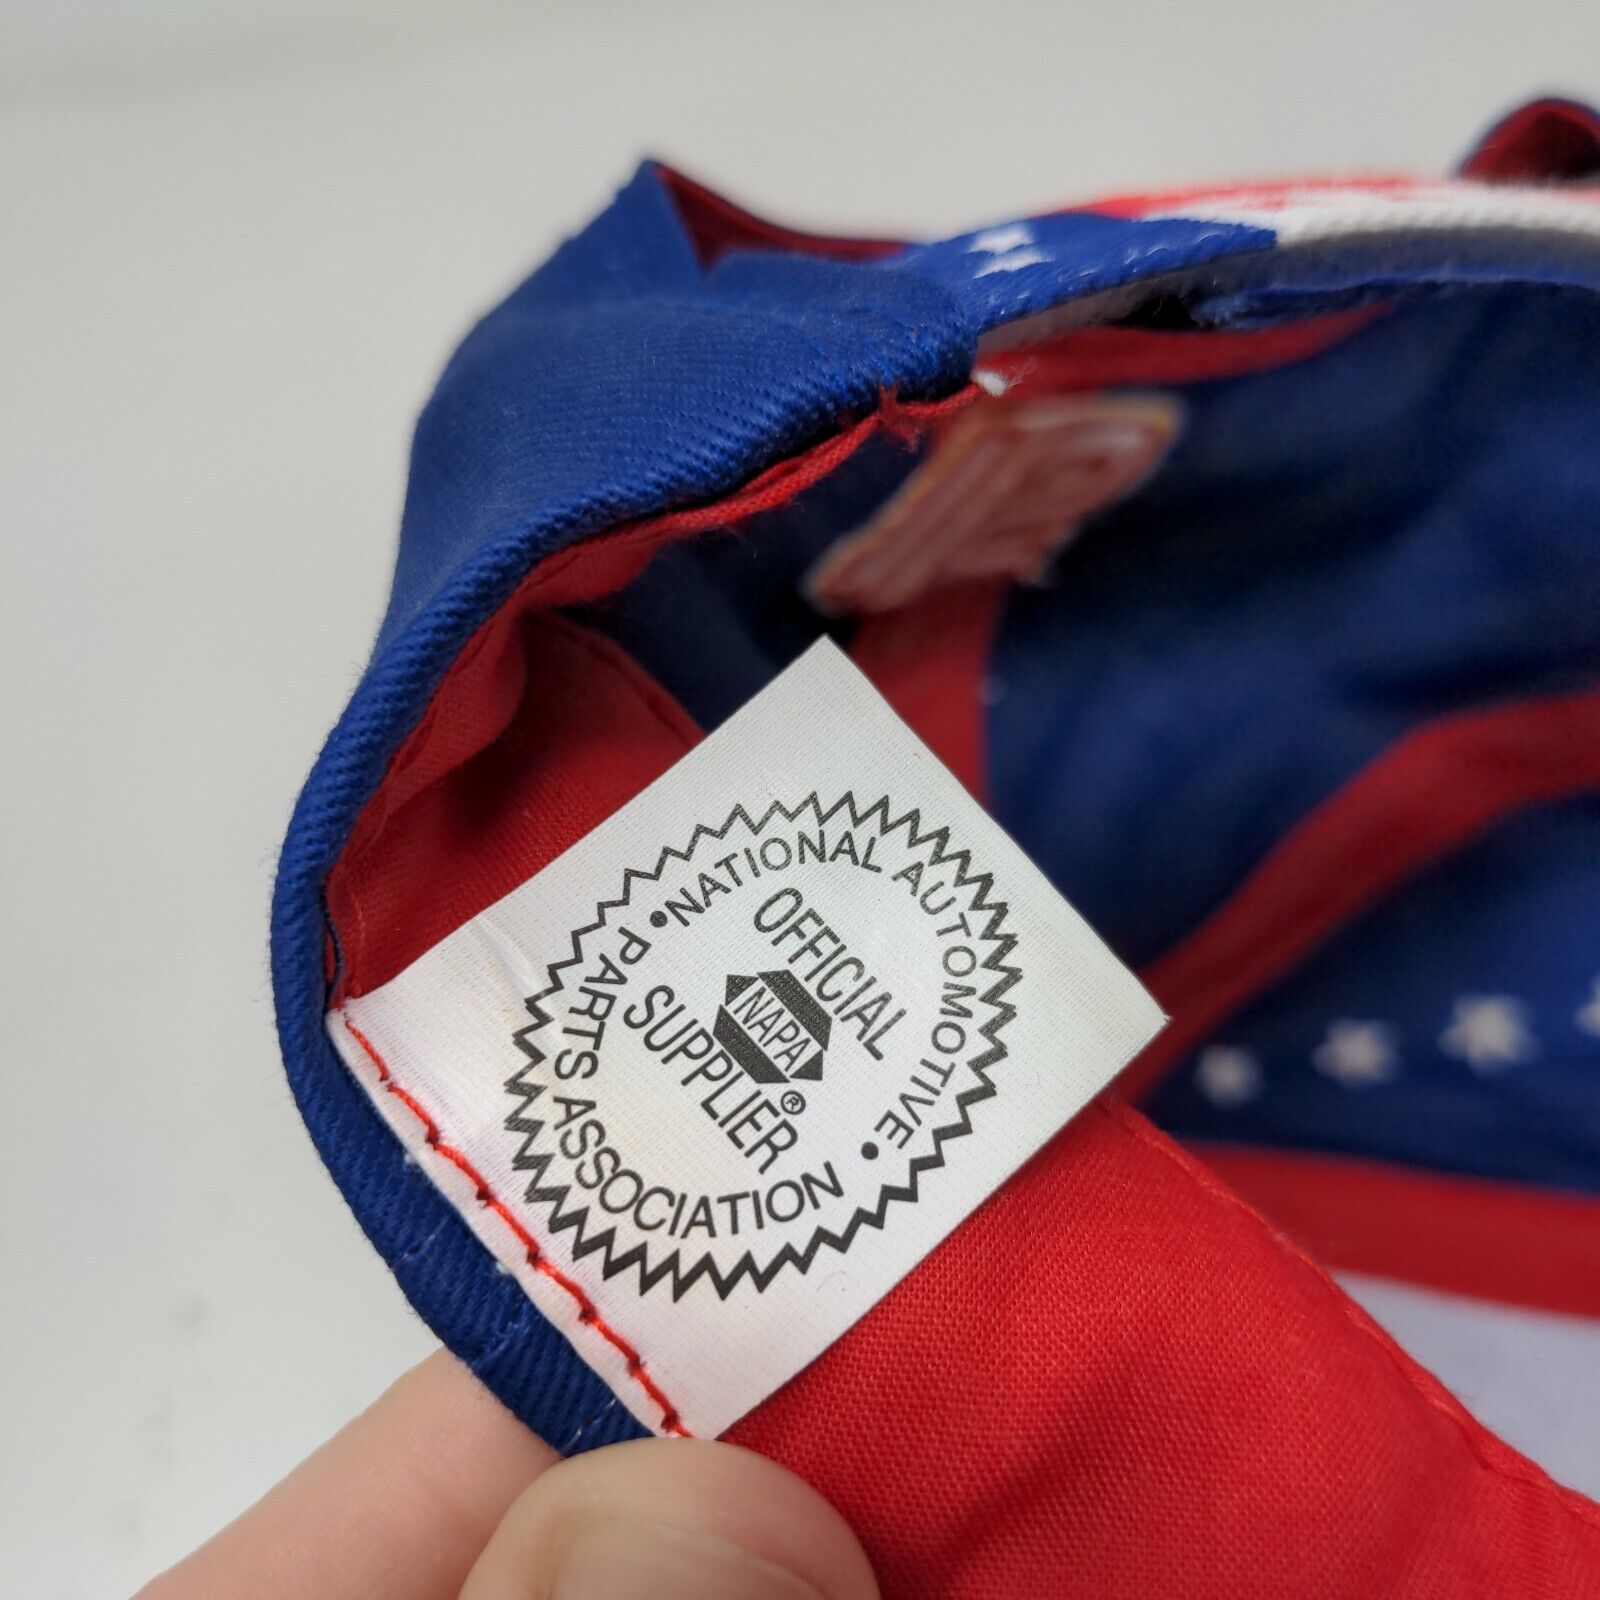 • NATIONAL AUTOMOTIVE •
PARTS ASSOCIATION
OFFICIAL
NAPA®
SUPPLIER